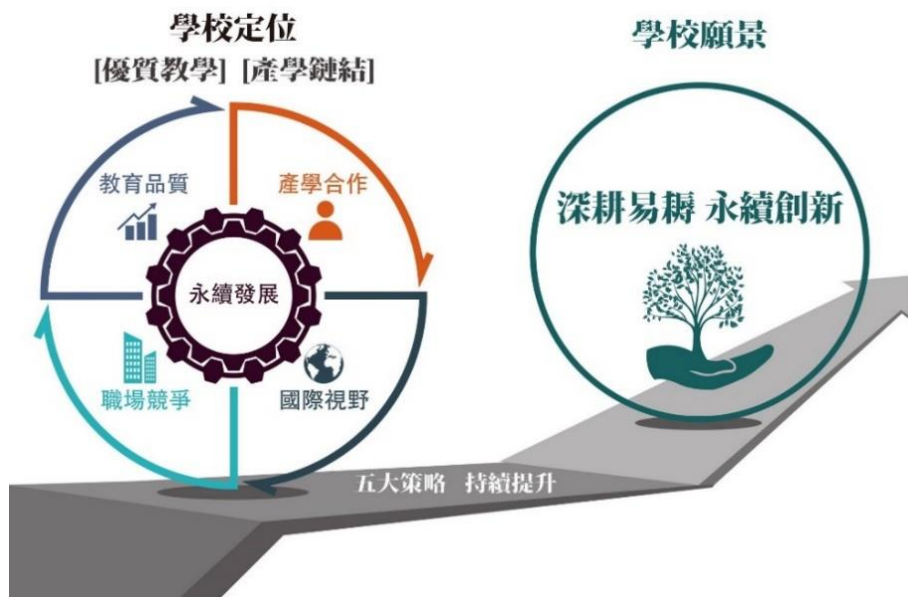 學校定位
[優質教學] [產學鏈結]
教育品質
產學合作
永續發展
職場競爭
國際視野
學校願景
深耕易耨 永續創新
五大策略 持續提升